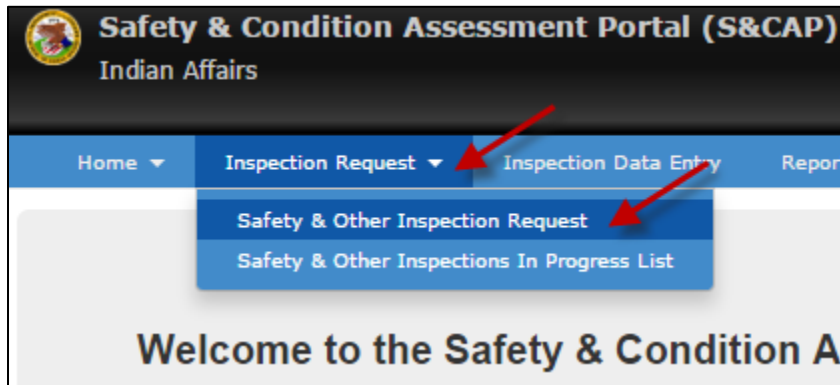 Safety & Condition Assessment Portal (S&CAP)
Indian Affairs
Home Inspection Request Inspection Data Entry Repor
Safety & Other Inspection Request
Safety & Other Inspections In Progress List
Welcome to the Safety & Condition A